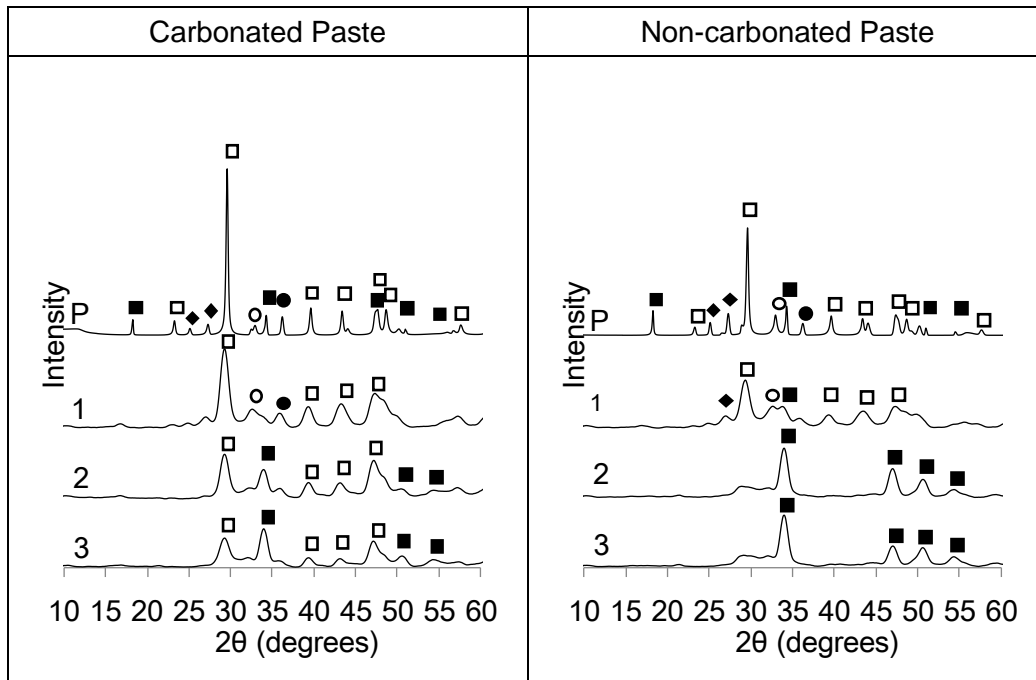 Carbonated Paste
Non-carbonated Paste
Intensity
P
1
2
3
10 15 20 25 30 35 40 45 50 55 60
2θ (degrees)
Intensity
P
1
2
3
10 15 20 25 30 35 40 45 50 55 60
2θ (degrees)